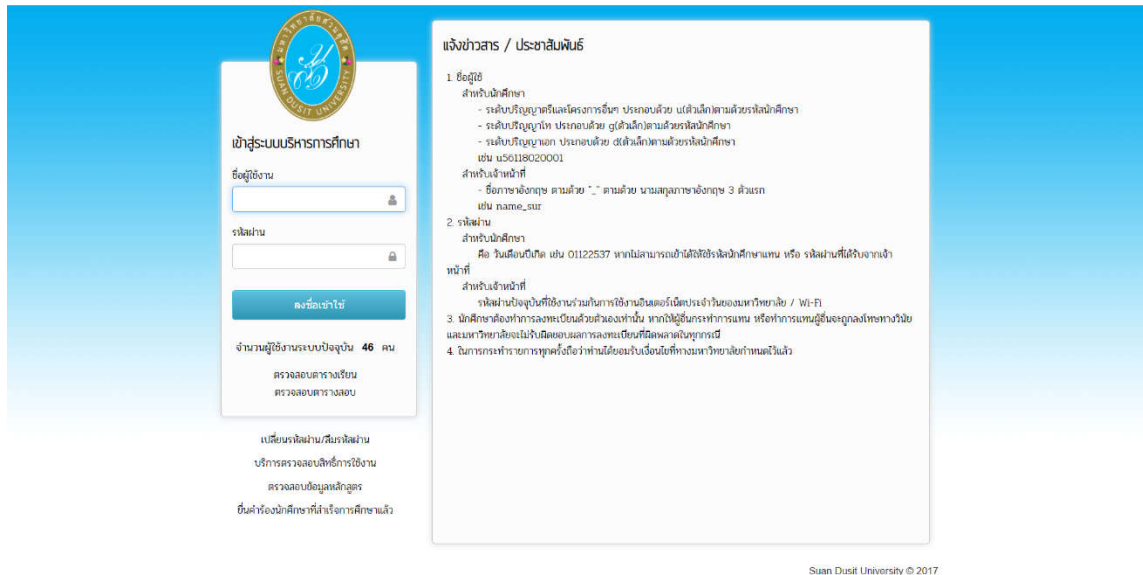 มหาวิทยาลัยสวนดุสิต
SUAN DUSIT UNIVERSITY
เข้าสู่ระบบบริหารการศึกษา
ชื่อผู้ใช้งาน
รหัสผ่าน
ลงชื่อเข้าใช้
จำนวนผู้ใช้งานระบบปัจจุบัน 46 คน
ตรวจสอบตารางเรียน
ตรวจสอบตารางสอบ
เปลี่ยนรหัสผ่าน/ลืมรหัสผ่าน
บริการตรวจสอบสิทธิ์การใช้งาน
ตรวจสอบข้อมูลหลักสูตร
ยื่นคำร้องนักศึกษาที่สำเร็จการศึกษาแล้ว
แจ้งข่าวสาร / ประชาสัมพันธ์
1. ชื่อผู้ใช้
สำหรับนักศึกษา
- ระดับปริญญาตรีและโครงการอื่นๆ ประกอบด้วย u(ตัวเล็ก)ตามด้วยรหัสนักศึกษา
- ระดับปริญญาโท ประกอบด้วย g(ตัวเล็ก)ตามด้วยรหัสนักศึกษา
- ระดับปริญญาเอก ประกอบด้วย d(ตัวเล็ก)ตามด้วยรหัสนักศึกษา
เช่น u56118020001
สำหรับเจ้าหน้าที่
- ชื่อภาษาอังกฤษ ตามด้วย "_" ตามด้วย นามสกุลภาษาอังกฤษ 3 ตัวแรก
เช่น name_sur
2. รหัสผ่าน
สำหรับนักศึกษา
คือ วันเดือนปีเกิด เช่น 01122537 หากไม่สามารถเข้าได้ให้ใช้รหัสนักศึกษาแทน หรือ รหัสผ่านที่ได้รับจากเจ้า
หน้าที่
สำหรับเจ้าหน้าที่
รหัสผ่านปัจจุบันที่ใช้งานร่วมกับการใช้งานอินเตอร์เน็ตประจำวันของมหาวิทยาลัย / Wi-Fi
3. นักศึกษาต้องทำการลงทะเบียนด้วยตัวเองเท่านั้น หากให้ผู้อื่นกระทำการแทน หรือทำการแทนผู้อื่นจะถูกลงโทษทางวินัย
และมหาวิทยาลัยจะไม่รับผิดชอบผลการลงทะเบียนที่ผิดพลาดในทุกกรณี
4. ในการกระทำรายการทุกครั้งถือว่าท่านได้ยอมรับเงื่อนไขที่ทางมหาวิทยาลัยกำหนดไว้แล้ว
Suan Dusit University © 2017